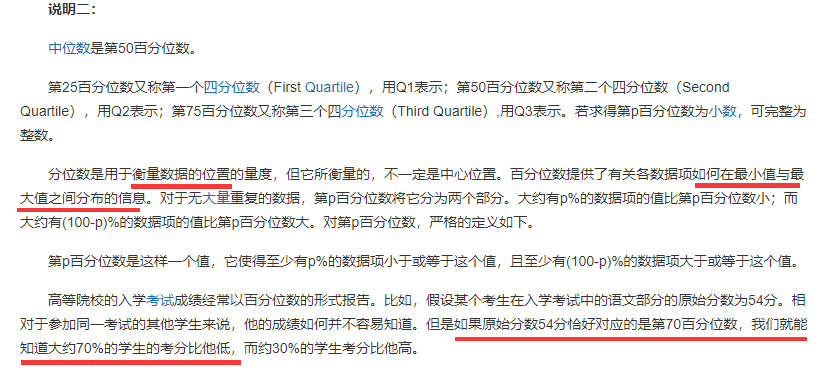 说明二：
中位数是第50百分位数。
第25百分位数又称第一个四分位数（First Quartile），用Q1表示；第50百分位数又称第二个四分位数（Second
Quartile），用Q2表示；第75百分位数又称第三个四分位数（Third Quartile）,用Q3表示。若求得第p百分位数为小数，可完整为
整数。
分位数是用于衡量数据的位置的量度，但它所衡量的，不一定是中心位置。百分位数提供了有关各数据项如何在最小值与最
大值之间分布的信息。对于无大量重复的数据，第p百分位数将它分为两个部分。大约有p%的数据项的值比第p百分位数小；而
大约有(100-p)%的数据项的值比第p百分位数大。对第p百分位数，严格的定义如下。
第p百分位数是这样一个值，它使得至少有p%的数据项小于或等于这个值，且至少有(100-p)%的数据项大于或等于这个值。
高等院校的入学考试成绩经常以百分位数的形式报告。比如，假设某个考生在入学考试中的语文部分的原始分数为54分。相
对于参加同一考试的其他学生来说，他的成绩如何并不容易知道。但是如果原始分数54分恰好对应的是第70百分位数，我们就能
知道大约70%的学生的考分比他低，而约30%的学生考分比他高。